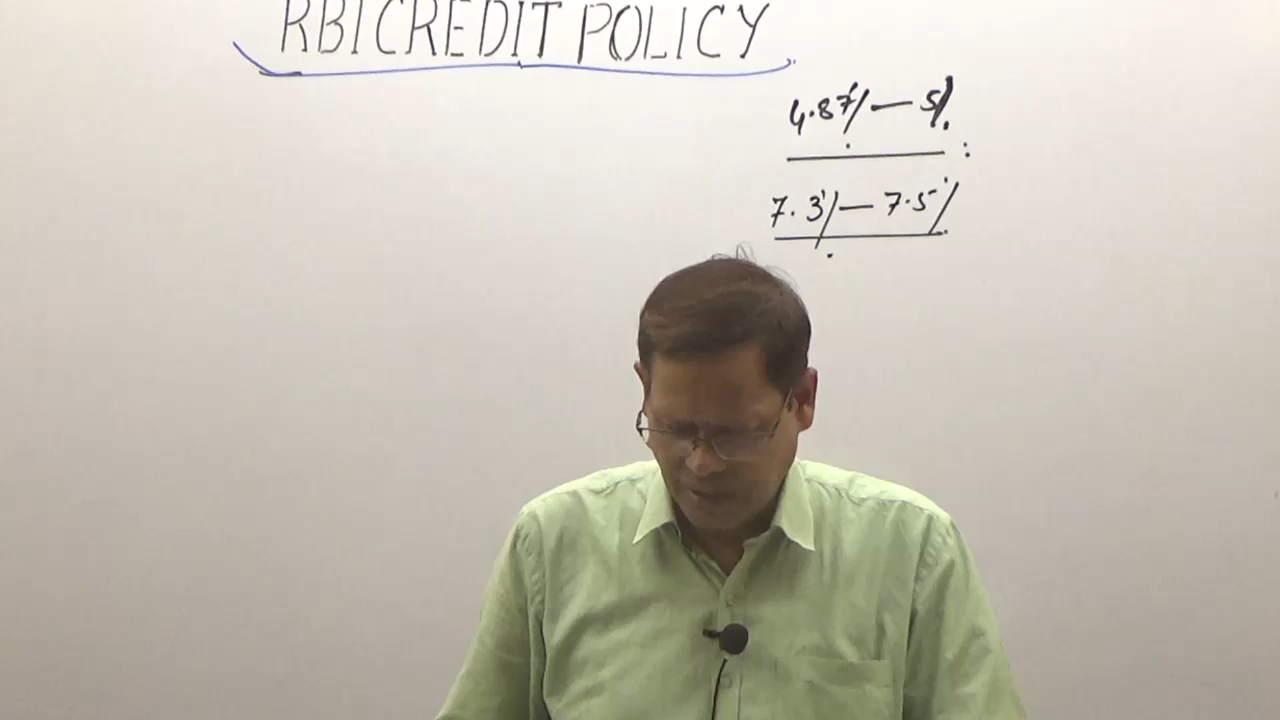 RBI CREDIT POLICY
4.87% — 5%
7.3% — 7.5%